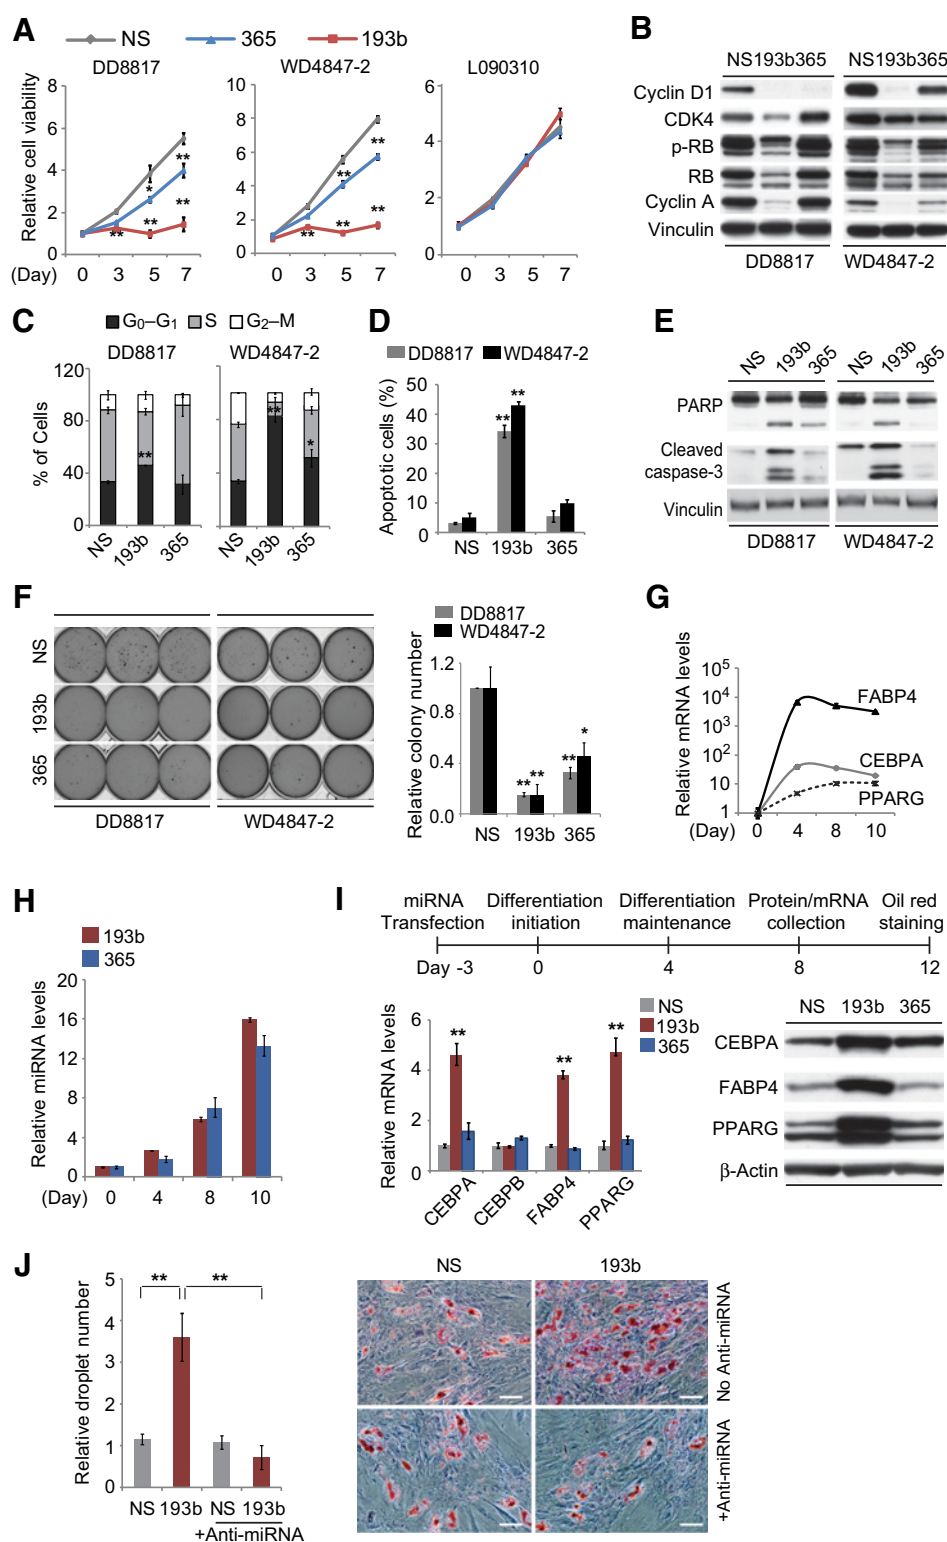 A
NS 365 193b
DD8817 WD4847-2 L090310
Relative cell viability
8 10 6
6 8
4 6 4
4
2 2 2
0 0 0
(Day) 0 3 5 7 0 3 5 7 0 3 5 7
* ** ** ** **
** ** ** ** **
B
NS193b365 NS193b365
Cyclin D1
CDK4
p-RB
RB
Cyclin A
Vinculin
DD8817 WD4847-2
C
G₀–G₁ S G₂–M
DD8817 WD4847-2
% of Cells
120
80
40
0
** ** *
NS 193b 365 NS 193b 365
D
DD8817 WD4847-2
Apoptotic cells (%)
50
40
30
20
10
0
** **
NS 193b 365
E
NS 193b 365 NS 193b 365
PARP
Cleaved
caspase-3
Vinculin
DD8817 WD4847-2
F
NS
193b
365
DD8817 WD4847-2
DD8817
WD4847-2
Relative colony number
1.2
0.8
0.4
0.0
** ** ** *
NS 193b 365
G
Relative mRNA levels
10⁵
10⁴
10³
10²
10
1
FABP4
CEBPA
PPARG
(Day) 0 4 8 10
H
193b
365
Relative miRNA levels
20
16
12
8
4
0
(Day) 0 4 8 10
I
miRNA Differentiation Differentiation Protein/mRNA Oil red
Transfection initiation maintenance collection staining
Day -3 0 4 8 12
NS
193b
365
Relative mRNA levels
6
4
2
0
** ** **
CEBPA CEBPB FABP4 PPARG
NS 193b 365
CEBPA
FABP4
PPARG
β-Actin
J
Relative droplet number
5
4
3
2
1
0
** **
NS 193b NS 193b
+Anti-miRNA
NS 193b
No Anti-miRNA
+Anti-miRNA